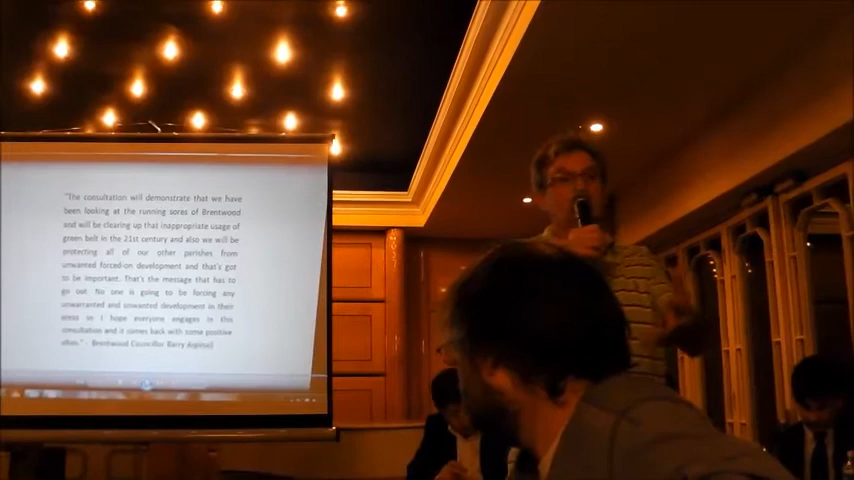 "The consultation will demonstrate that we have
been looking at the running sores of Brentwood
and will be clearing up that inappropriate usage of
green belt in the 21st century and also we will be
protecting all of our other parishes from
unwanted forced-on development and that's got
to be important. That's the message that has to
go out. No one is going to be forcing any
unwarranted and unwanted development in their
areas so I hope everyone engages in this
consultation and it comes back with some positive
" - Brentwood Councillor Barry Aspinell